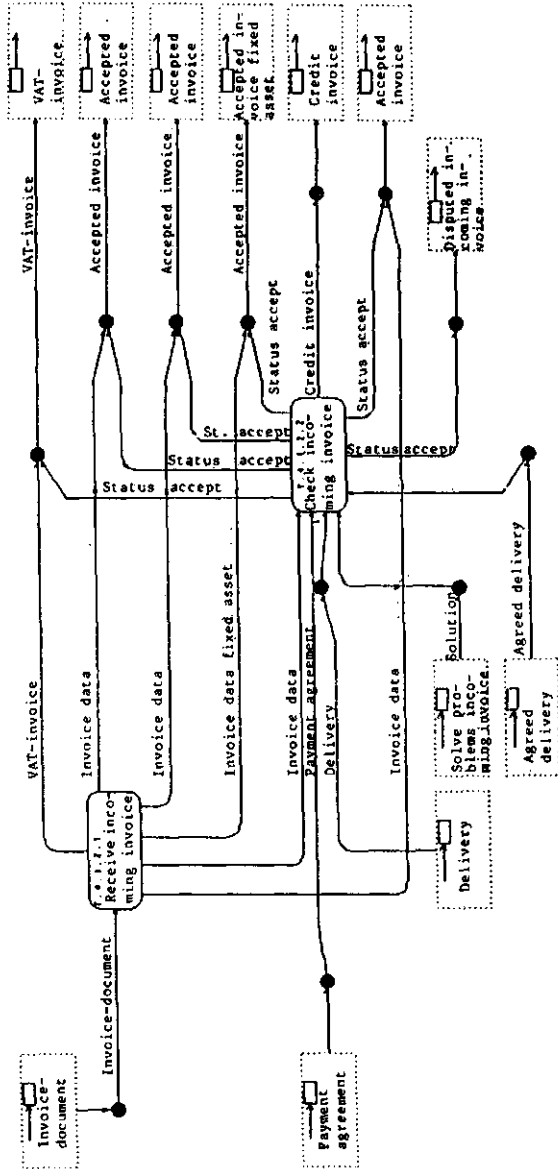 Invoice-
document
Invoice-document
Payment
agreement
Receive inco-
ming invoice
VAT-invoice
Invoice data
Invoice data
Invoice data fixed asset
Invoice data
Payment agreement
Delivery
Invoice data
Delivery
Solve pro-
blems inco-
ming invoice
Solution
Agreed
delivery
Agreed delivery
Check inco-
ming invoice
Status accept
Status accept
St. accept
Status accept
Credit invoice
Status accept
Status accept
VAT-invoice
Accepted invoice
Accepted invoice
Accepted invoice
VAT-
invoice
Accepted
invoice
Accepted
invoice
Accepted in-
voice fixed
asset
Credit
invoice
Accepted
invoice
Disputed in-
coming in-
voice